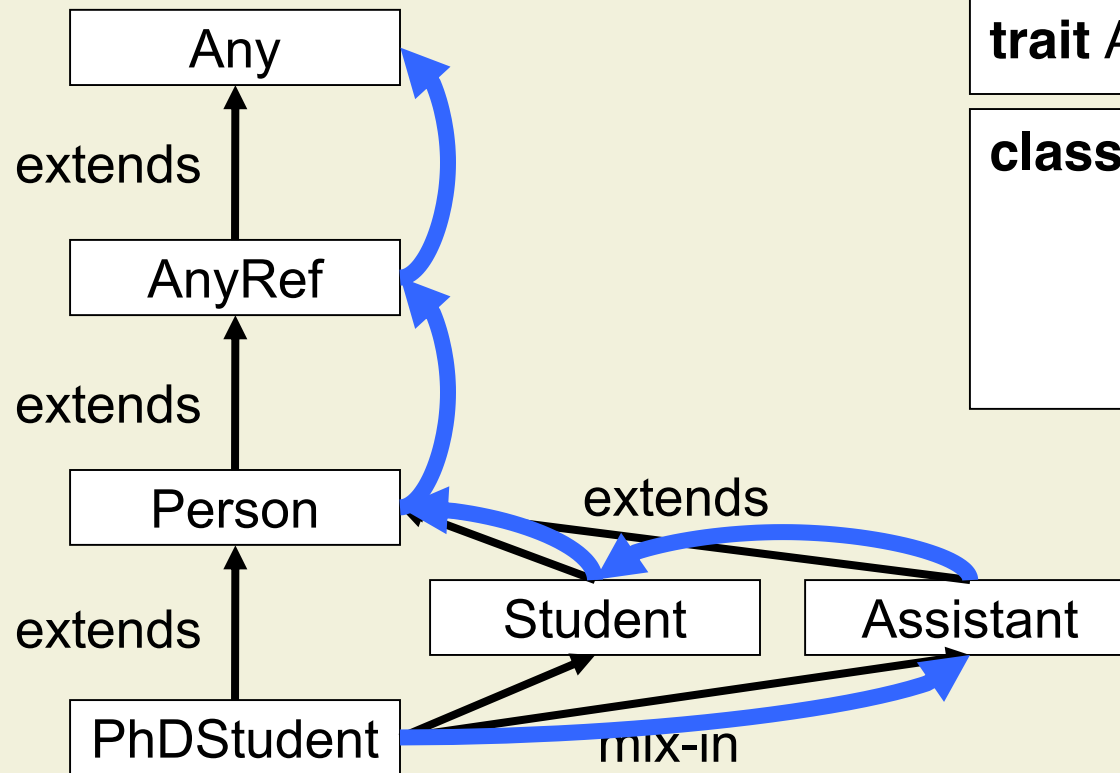 Any
trait A
extends
class
AnyRef
extends
Person
extends
Student
Assistant
extends
PhDStudent
mix-in